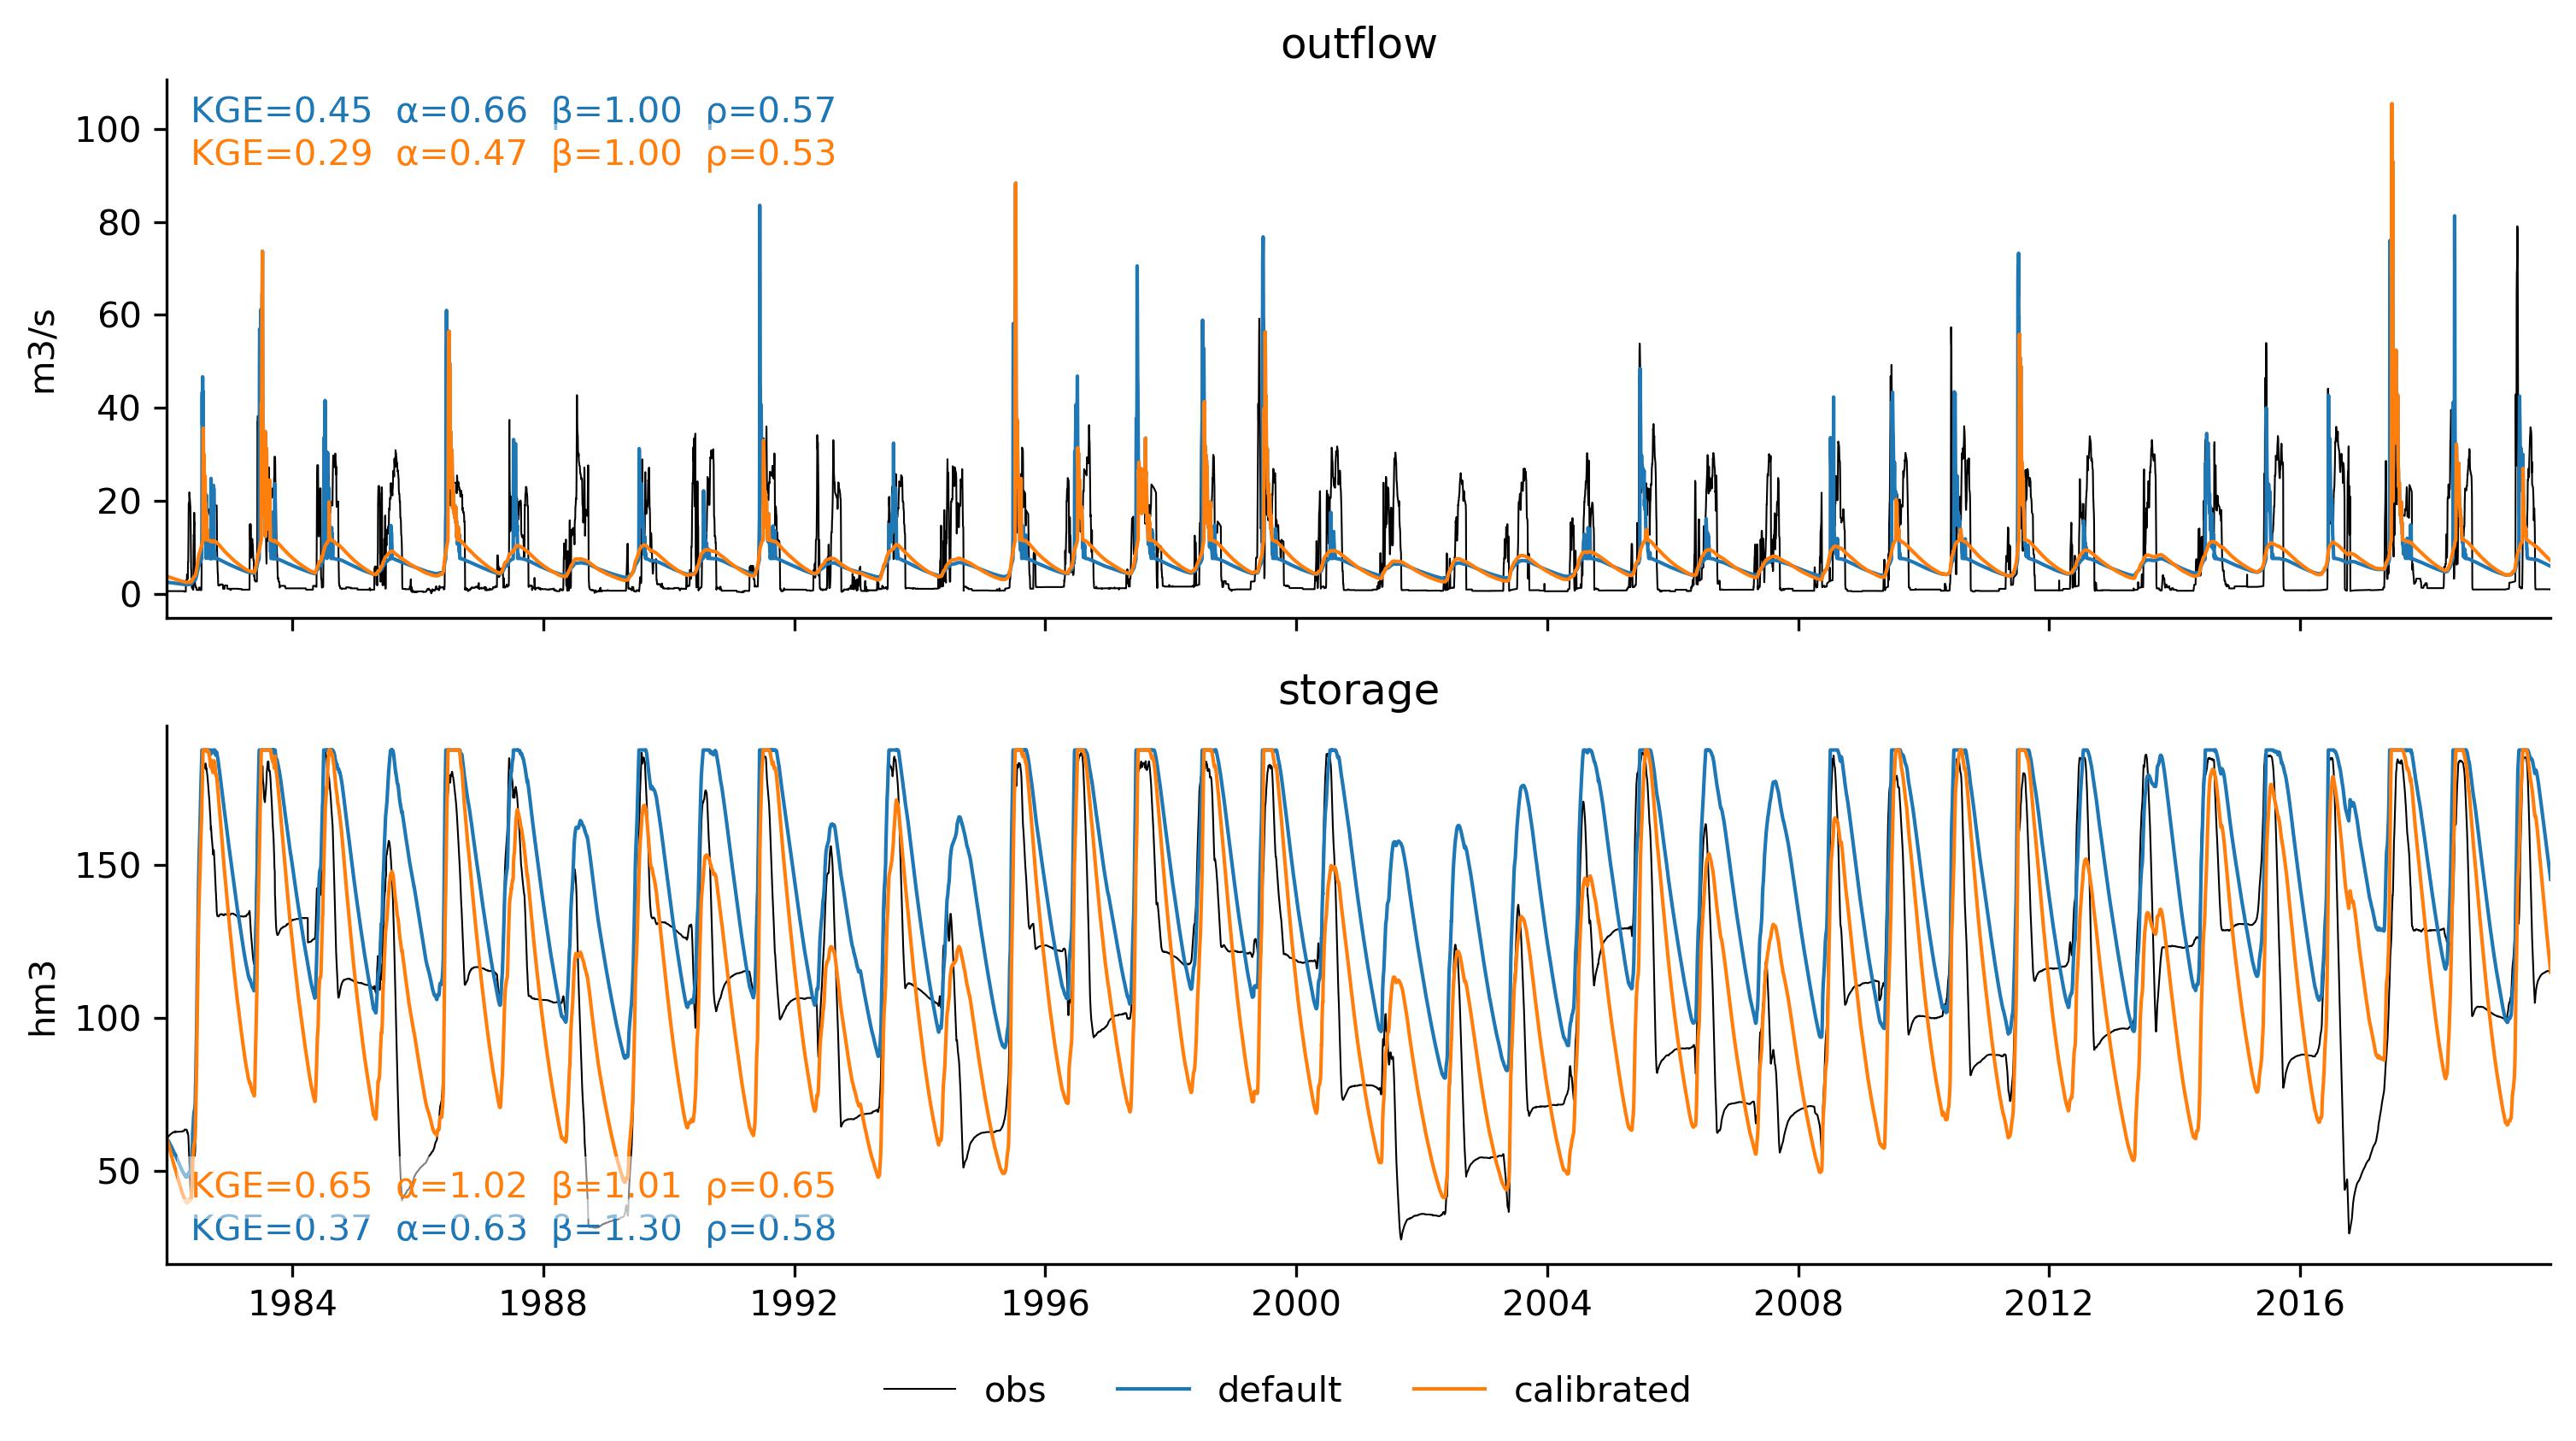 outflow
KGE=0.45 α=0.66 β=1.00 ρ=0.57
KGE=0.29 α=0.47 β=1.00 ρ=0.53
100
80
60
40
20
0
m3/s
storage
150
100
50
hm3
KGE=0.65 α=1.02 β=1.01 ρ=0.65
KGE=0.37 α=0.63 β=1.30 ρ=0.58
1984 1988 1992 1996 2000 2004 2008 2012 2016
obs default calibrated